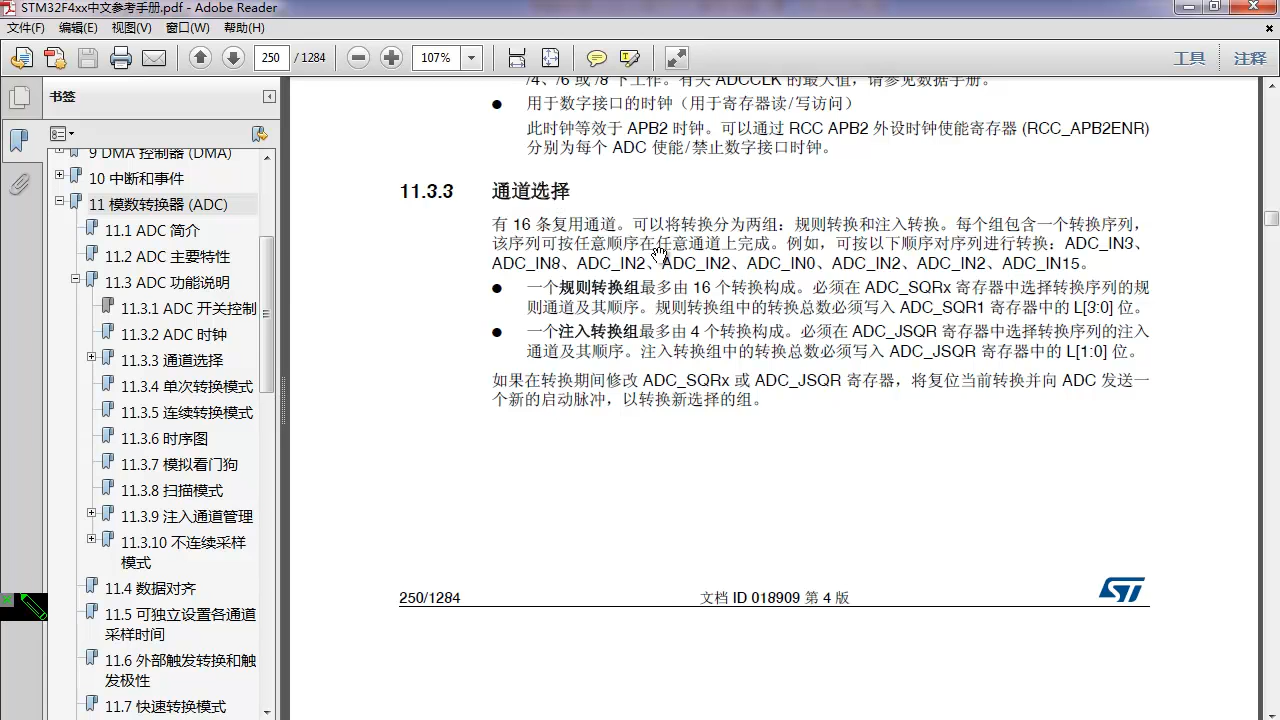 STM32F4xx中文参考手册.pdf - Adobe Reader
文件(F) 编辑(E) 视图(V) 窗口(W) 帮助(H)
250 / 1284 107% 工具 注释
书签
9 DMA 控制器 (DMA)
10 中断和事件
11 模数转换器 (ADC)
11.1 ADC 简介
11.2 ADC 主要特性
11.3 ADC 功能说明
11.3.1 ADC 开关控制
11.3.2 ADC 时钟
11.3.3 通道选择
11.3.4 单次转换模式
11.3.5 连续转换模式
11.3.6 时序图
11.3.7 模拟看门狗
11.3.8 扫描模式
11.3.9 注入通道管理
11.3.10 不连续采样
模式
11.4 数据对齐
11.5 可独立设置各通道
采样时间
11.6 外部触发转换和触
发极性
11.7 快速转换模式
/4、/6 或 /8 下工作。有关 ADCCLK 的最大值，请参见数据手册。
● 用于数字接口的时钟（用于寄存器读/写访问）
此时钟等效于 APB2 时钟。可以通过 RCC APB2 外设时钟使能寄存器 (RCC_APB2ENR)
分别为每个 ADC 使能/禁止数字接口时钟。
11.3.3 通道选择
有 16 条复用通道。可以将转换分为两组：规则转换和注入转换。每个组包含一个转换序列，
该序列可按任意顺序在任意通道上完成。例如，可按以下顺序对序列进行转换：ADC_IN3、
ADC_IN8、ADC_IN2、ADC_IN2、ADC_IN0、ADC_IN2、ADC_IN2、ADC_IN15。
● 一个规则转换组最多由 16 个转换构成。必须在 ADC_SQRx 寄存器中选择转换序列的规
则通道及其顺序。规则转换组中的转换总数必须写入 ADC_SQR1 寄存器中的 L[3:0] 位。
● 一个注入转换组最多由 4 个转换构成。必须在 ADC_JSQR 寄存器中选择转换序列的注入
通道及其顺序。注入转换组中的转换总数必须写入 ADC_JSQR 寄存器中的 L[1:0] 位。
如果在转换期间修改 ADC_SQRx 或 ADC_JSQR 寄存器，将复位当前转换并向 ADC 发送一
个新的启动脉冲，以转换新选择的组。
250/1284 文档 ID 018909 第 4 版 ST